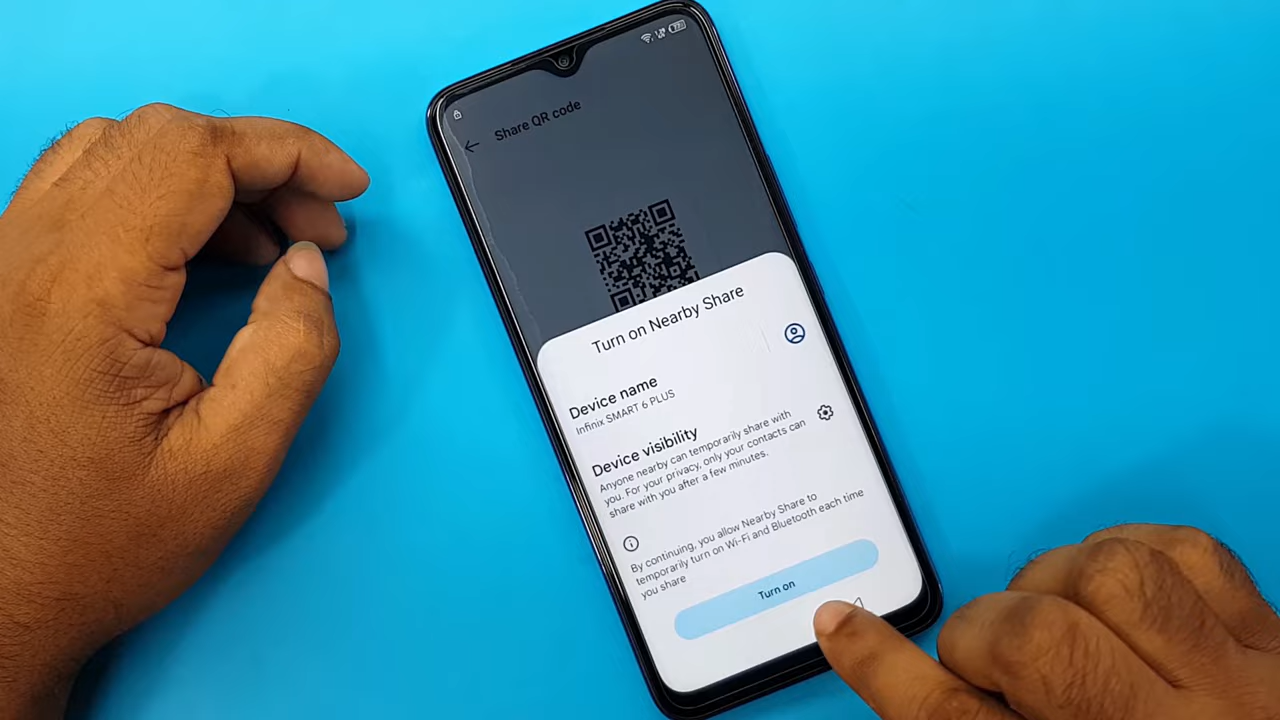 Share QR code
Turn on Nearby Share
Device name
Infinix SMART 6 PLUS
Device visibility
Anyone nearby can temporarily share with
you. For your privacy, only your contacts can
share with you after a few minutes.
By continuing, you allow Nearby Share to
temporarily turn on Wi-Fi and Bluetooth each time
you share
Turn on